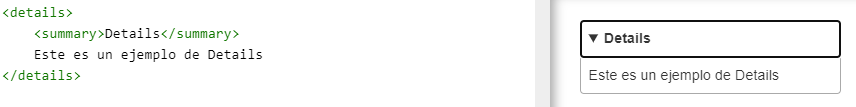 <details>
<summary>Details</summary>
Este es un ejemplo de Details
</details>
▼ Details
Este es un ejemplo de Details